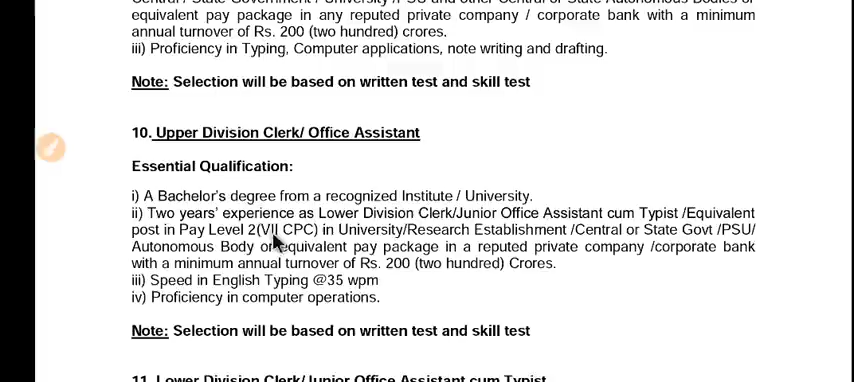 equivalent pay package in any reputed private company / corporate bank with a minimum
annual turnover of Rs. 200 (two hundred) crores.
iii) Proficiency in Typing, Computer applications, note writing and drafting.
Note: Selection will be based on written test and skill test
10. Upper Division Clerk/ Office Assistant
Essential Qualification:
i) A Bachelor's degree from a recognized Institute / University.
ii) Two years' experience as Lower Division Clerk/Junior Office Assistant cum Typist /Equivalent
post in Pay Level 2(VII CPC) in University/Research Establishment /Central or State Govt /PSU/
Autonomous Body or equivalent pay package in a reputed private company /corporate bank
with a minimum annual turnover of Rs. 200 (two hundred) Crores.
iii) Speed in English Typing @35 wpm
iv) Proficiency in computer operations.
Note: Selection will be based on written test and skill test
11. Lower Division Clerk/Junior Office Assistant cum Typist